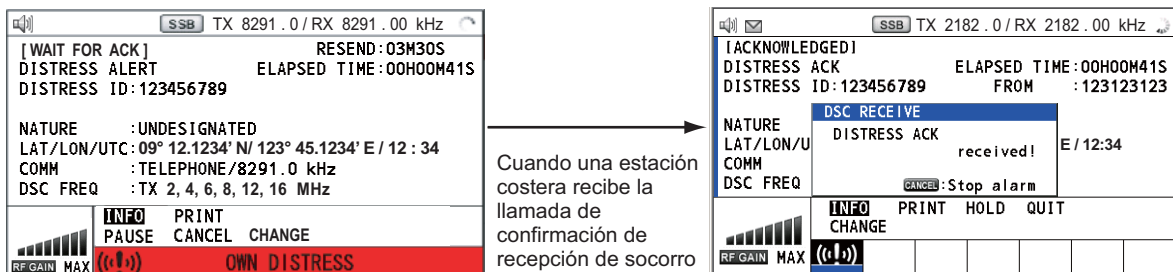 SSB TX 8291.0/RX 8291.00 kHz
[WAIT FOR ACK] RESEND:03M30S
DISTRESS ALERT ELAPSED TIME:00H00M41S
DISTRESS ID:123456789
NATURE :UNDESIGNATED
LAT/LON/UTC:09° 12.1234' N/ 123° 45.1234' E / 12 : 34
COMM :TELEPHONE/8291.0 kHz
DSC FREQ :TX 2, 4, 6, 8, 12, 16 MHz
INFO PRINT
PAUSE CANCEL CHANGE
RF GAIN MAX OWN DISTRESS
Cuando una estación
costera recibe la
llamada de
confirmación de
recepción de socorro
SSB TX 2182.0/RX 2182.00 kHz
[ACKNOWLEDGED]
DISTRESS ACK ELAPSED TIME:00H00M41S
DISTRESS ID:123456789 FROM :123123123
DSC RECEIVE
NATURE
DISTRESS ACK
LAT/LON/U E / 12:34
received!
COMM
DSC FREQ CANCEL:Stop alarm
INFO PRINT HOLD QUIT
CHANGE
RF GAIN MAX